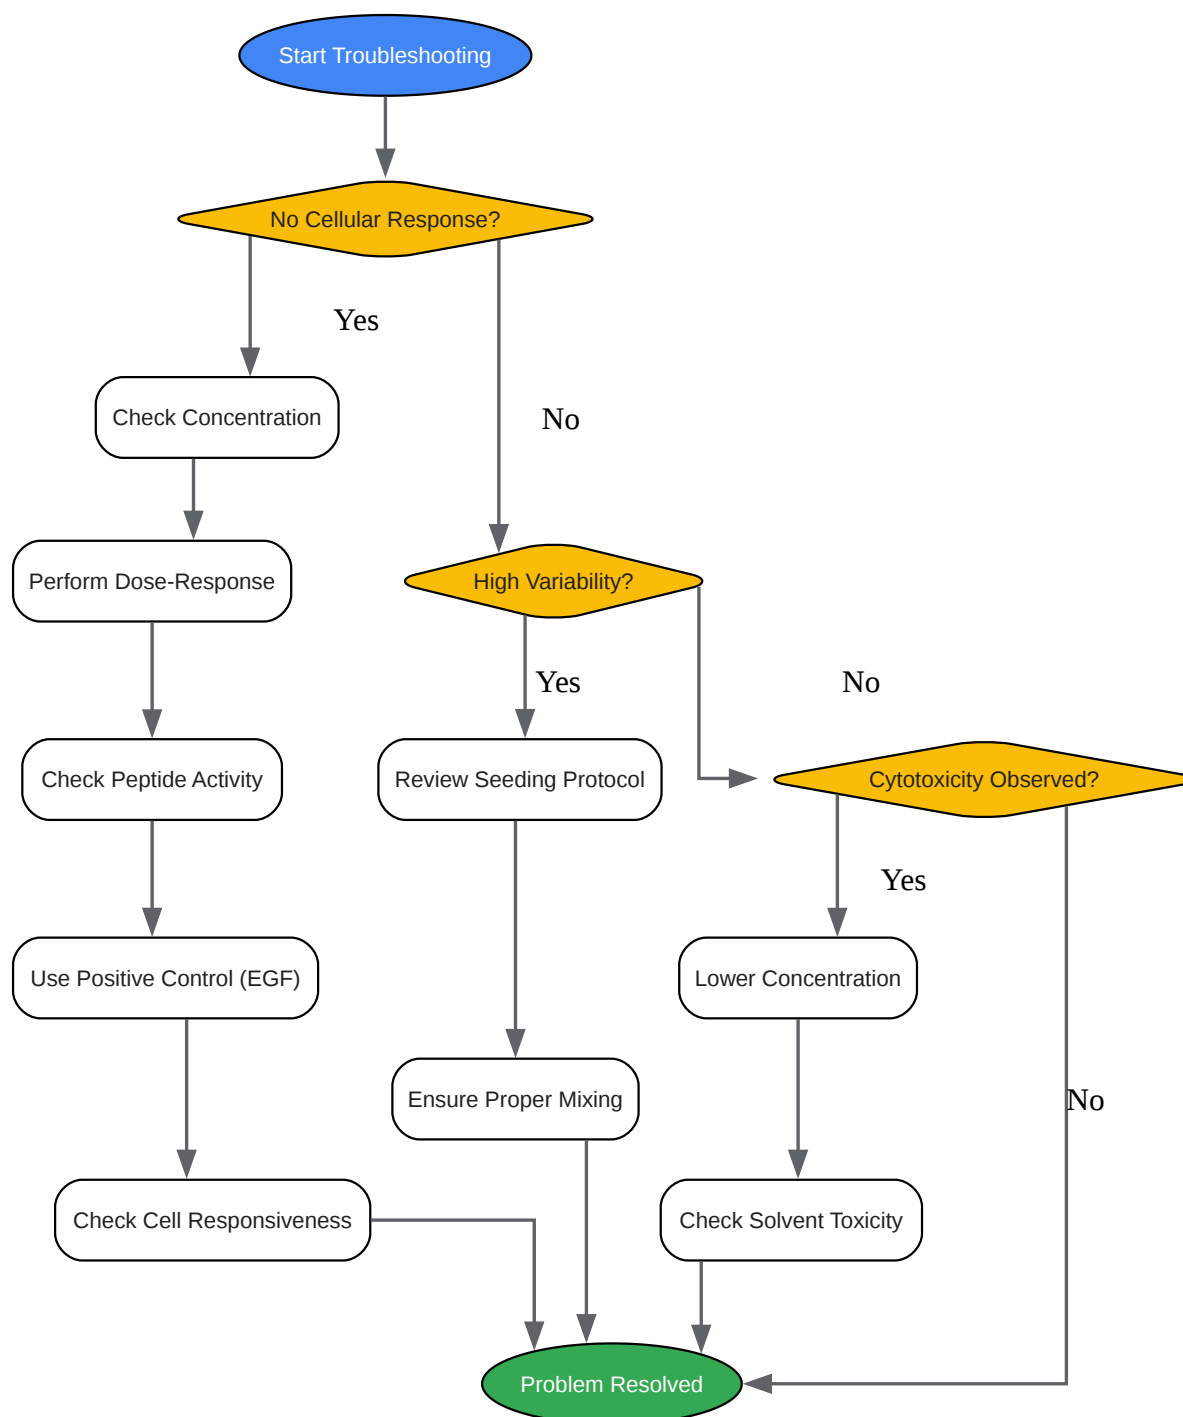 Start Troubleshooting
No Cellular Response?
Yes
Check Concentration
No
Perform Dose-Response
High Variability?
Yes
No
Check Peptide Activity
Review Seeding Protocol
Cytotoxicity Observed?
Yes
Use Positive Control (EGF)
Lower Concentration
Ensure Proper Mixing
No
Check Cell Responsiveness
Check Solvent Toxicity
Problem Resolved